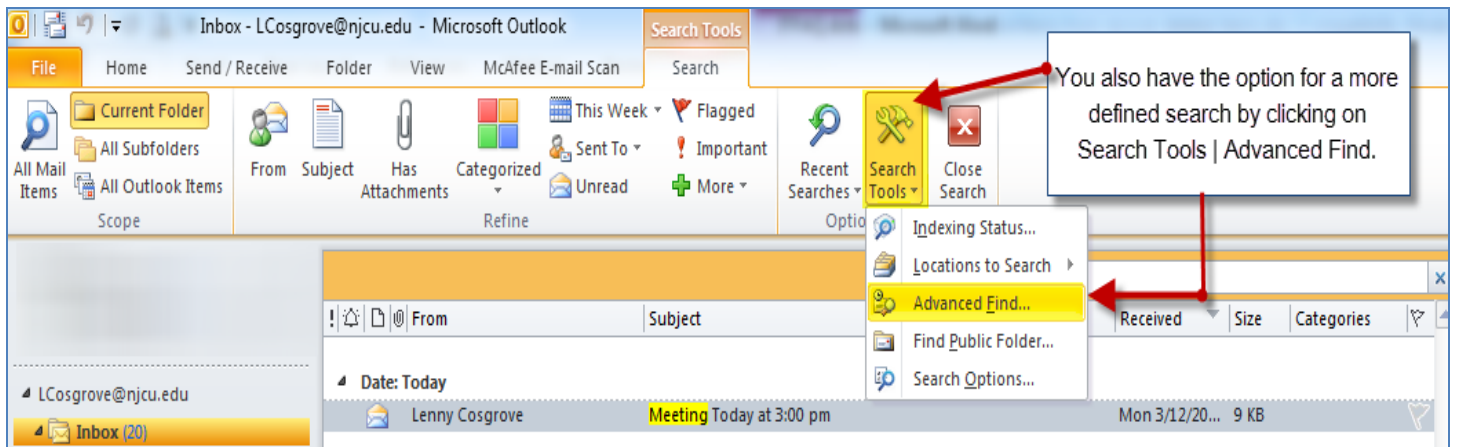 Inbox - LCosgrove@njcu.edu - Microsoft Outlook
Search Tools
File Home Send / Receive Folder View McAfee E-mail Scan Search
You also have the option for a more
defined search by clicking on
Search Tools | Advanced Find.
All Mail
Items
Current Folder
All Subfolders
All Outlook Items
Scope
From
Subject
Has
Attachments
Categorized
This Week
Sent To
Unread
Flagged
Important
More
Refine
Recent
Searches
Search
Tools
Close
Search
Optio
Indexing Status...
Locations to Search
Advanced Find...
Find Public Folder...
Search Options...
From Subject Received Size Categories
Date: Today
Lenny Cosgrove Meeting Today at 3:00 pm Mon 3/12/20... 9 KB
LCosgrove@njcu.edu
Inbox (20)